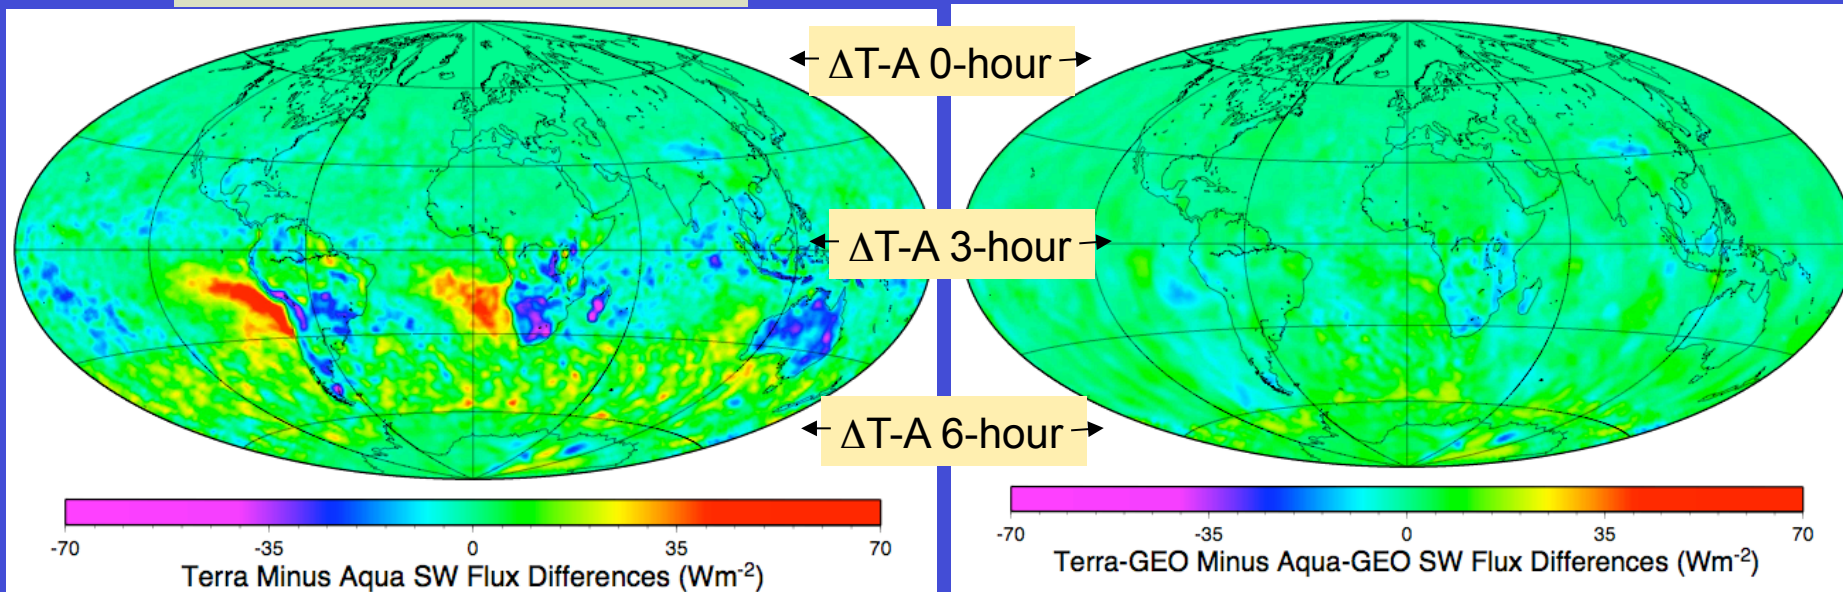 ΔT-A 0-hour
ΔT-A 3-hour
ΔT-A 6-hour
-70 -35 0 35 70
Terra Minus Aqua SW Flux Differences (Wm⁻²)
-70 -35 0 35 70
Terra-GEO Minus Aqua-GEO SW Flux Differences (Wm⁻²)